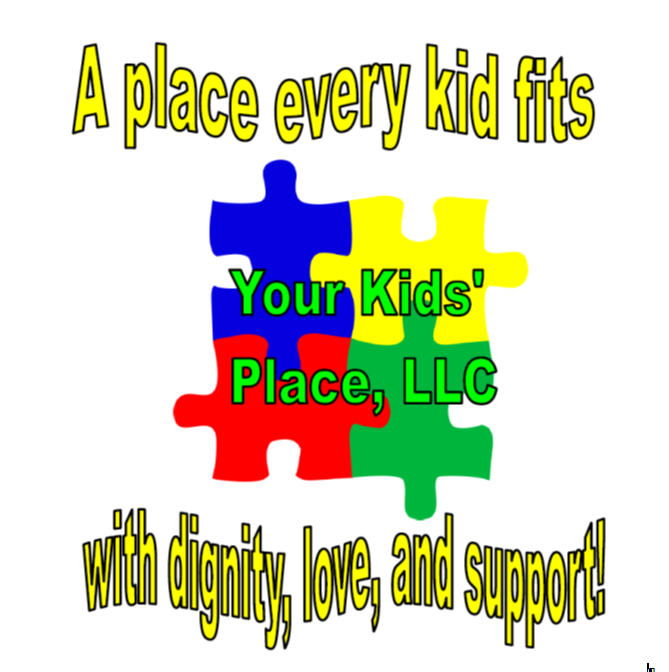 A place every kid fits
Your Kids'
Place, LLC
with dignity, love, and support!